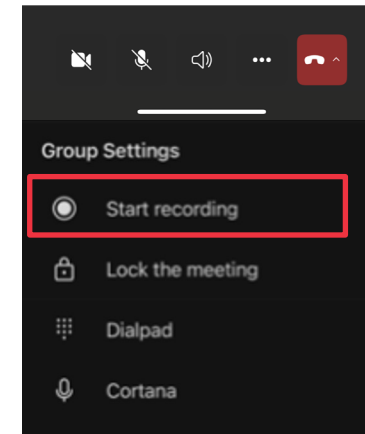 Group Settings
Start recording
Lock the meeting
Dialpad
Cortana